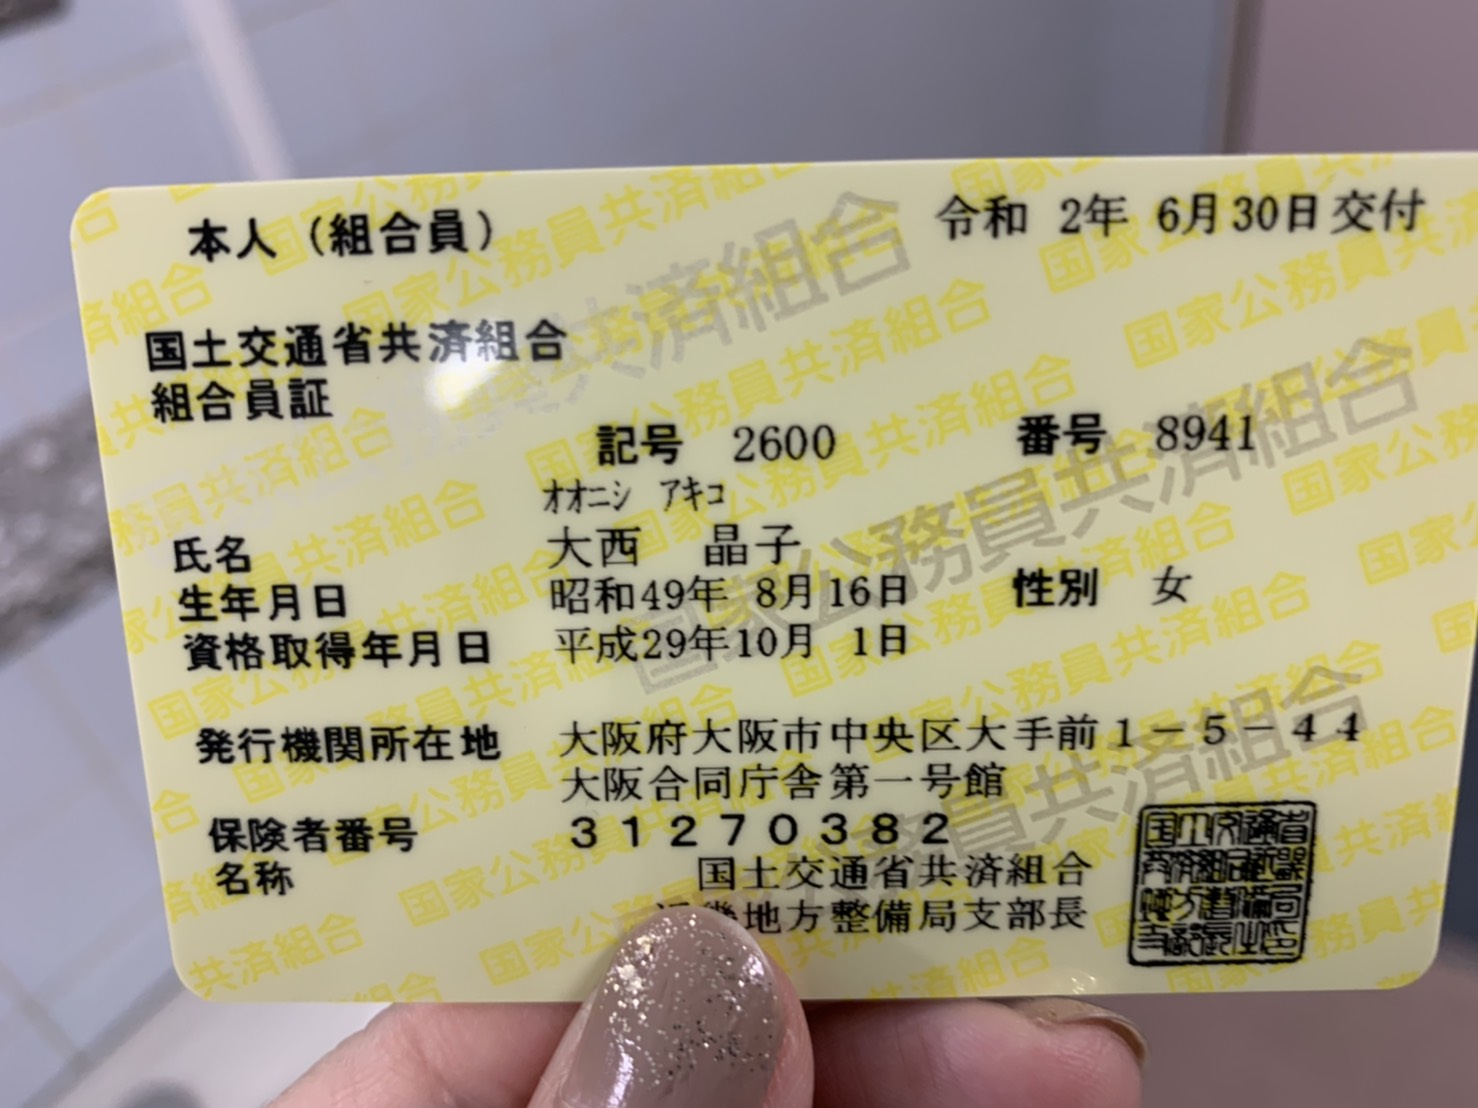 本人（組合員）
令和 2年 6月30日交付
国土交通省共済組合
組合員証
記号 2600 番号 8941
オオニシ アキコ
氏名 大西 晶子
生年月日 昭和49年 8月16日 性別 女
資格取得年月日 平成29年10月 1日
発行機関所在地 大阪府大阪市中央区大手前1－5－44
大阪合同庁舎第一号館
保険者番号 31270382
名称 国土交通省共済組合
近畿地方整備局支部長
国家公務員共済組合